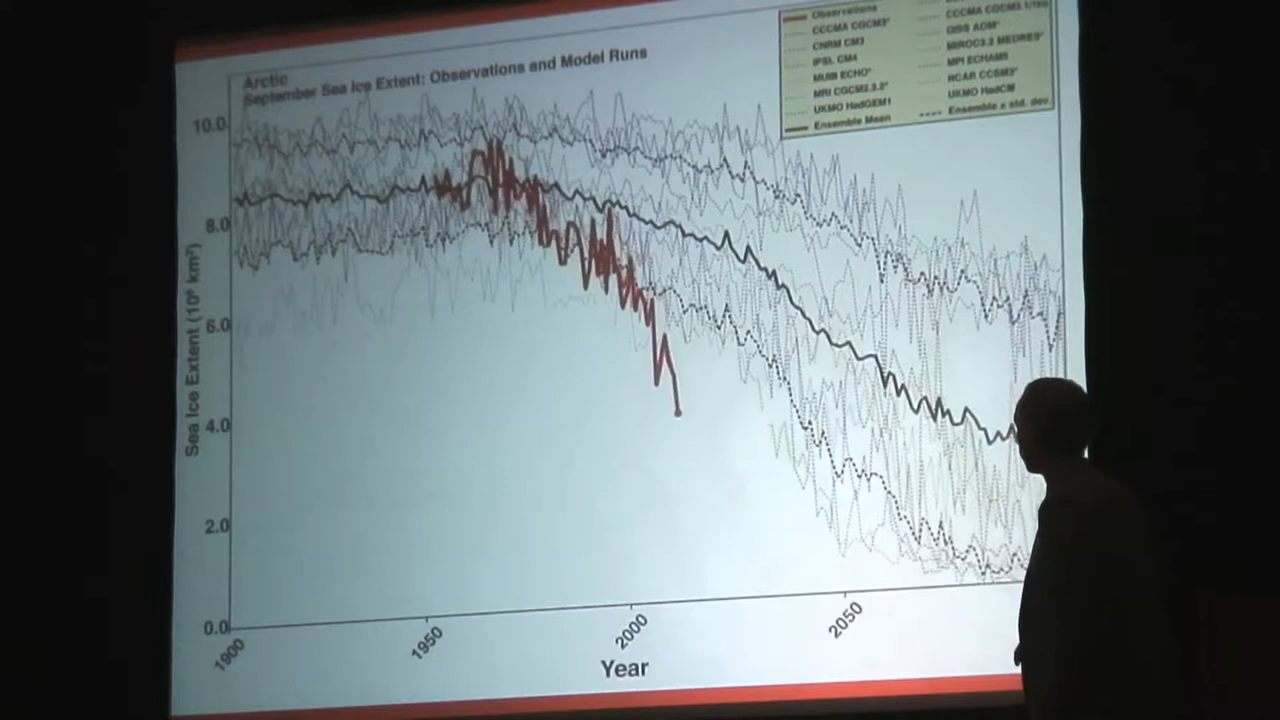 Arctic
September Sea Ice Extent: Observations and Model Runs
Observations
CCCMA CGCM3*
CNRM CM3
IPSL CM4
MIUB ECHO*
MRI CGCM2.3.2*
UKMO HadGEM1
Ensemble Mean
GISS AOM*
MIROC3.2 MEDRES*
MPI ECHAM5
NCAR CCSM3*
UKMO HadCM
Ensemble ± std. dev.
Sea Ice Extent (10⁶ km²)
10.0
8.0
6.0
4.0
2.0
0.0
1900
1950
2000
2050
Year